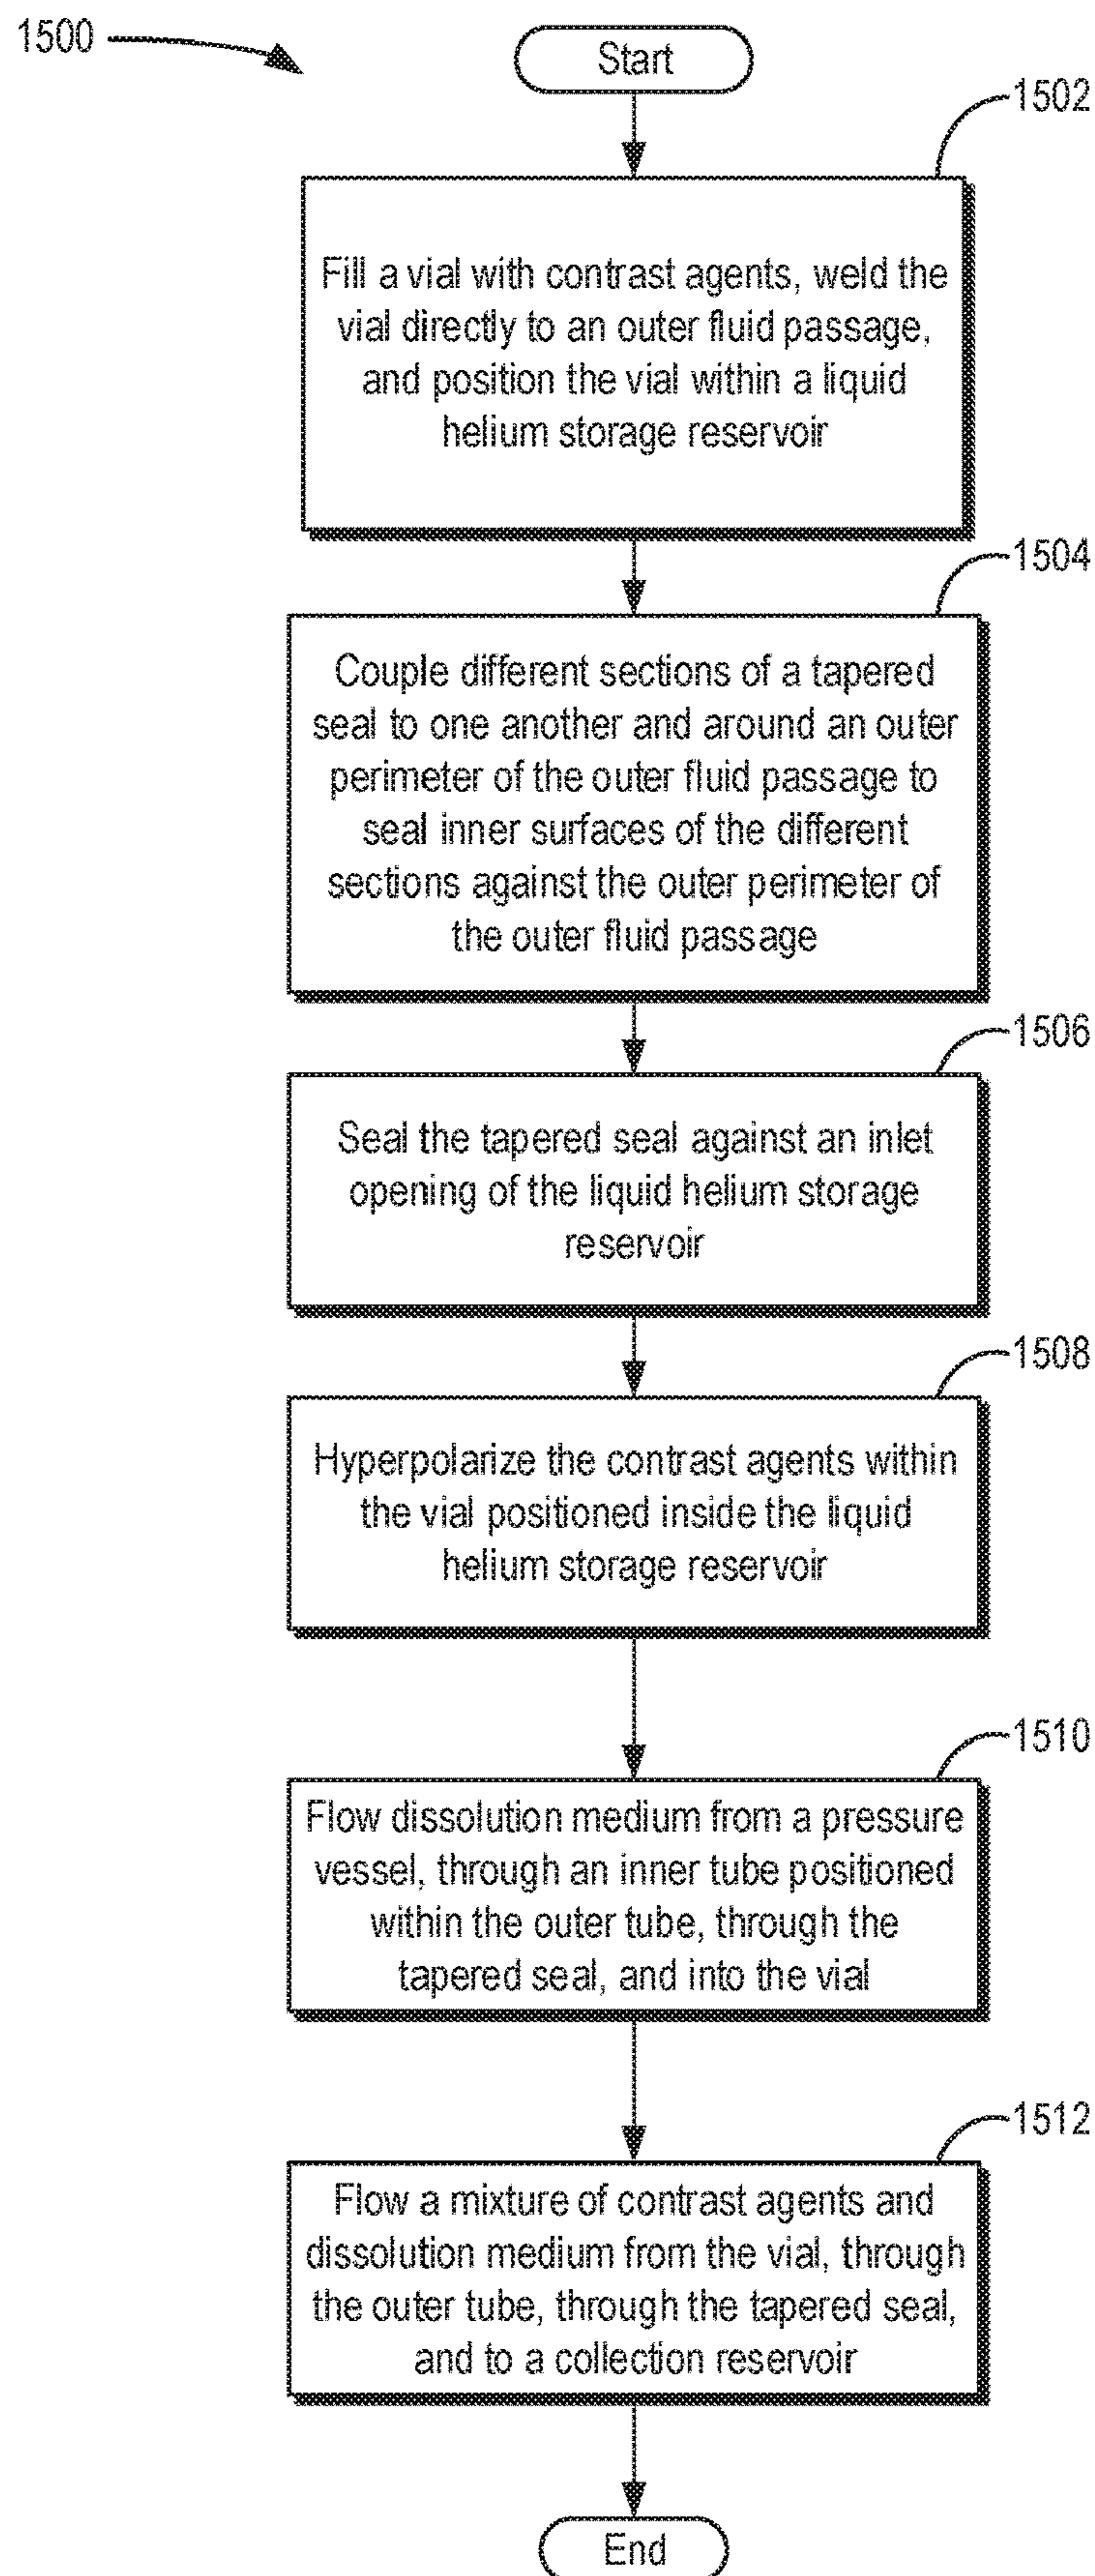 1500
Start
1502
Fill a vial with contrast agents, weld the
vial directly to an outer fluid passage,
and position the vial within a liquid
helium storage reservoir
1504
Couple different sections of a tapered
seal to one another and around an outer
perimeter of the outer fluid passage to
seal inner surfaces of the different
sections against the outer perimeter of
the outer fluid passage
1506
Seal the tapered seal against an inlet
opening of the liquid helium storage
reservoir
1508
Hyperpolarize the contrast agents within
the vial positioned inside the liquid
helium storage reservoir
1510
Flow dissolution medium from a pressure
vessel, through an inner tube positioned
within the outer tube, through the
tapered seal, and into the vial
1512
Flow a mixture of contrast agents and
dissolution medium from the vial, through
the outer tube, through the tapered seal,
and to a collection reservoir
End